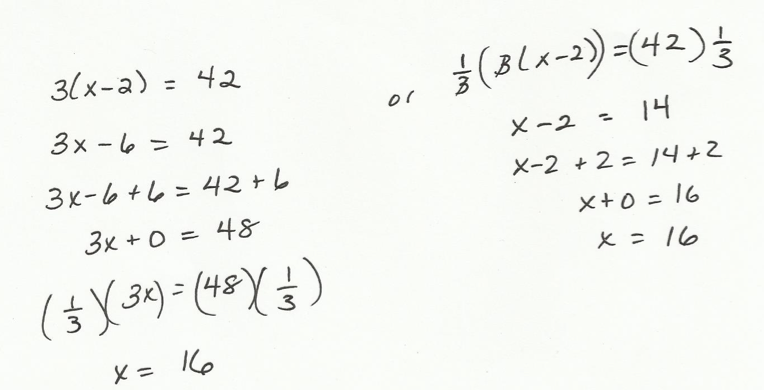 3(x-2) = 42
3x - 6 = 42
3x-6+6 = 42+6
3x+0 = 48
(1/3)(3x) = (48)(1/3)
x = 16
or
1/3(3(x-2)) = (42)1/3
x-2 = 14
x-2+2 = 14+2
x+0 = 16
x = 16